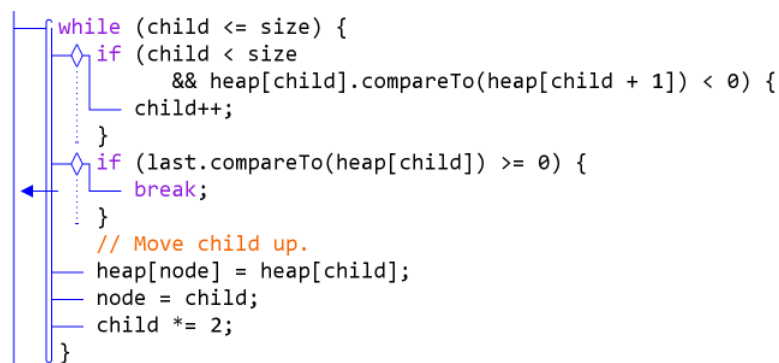 while (child <= size) {
if (child < size
&& heap[child].compareTo(heap[child + 1]) < 0) {
child++;
}
if (last.compareTo(heap[child]) >= 0) {
break;
}
// Move child up.
heap[node] = heap[child];
node = child;
child *= 2;
}